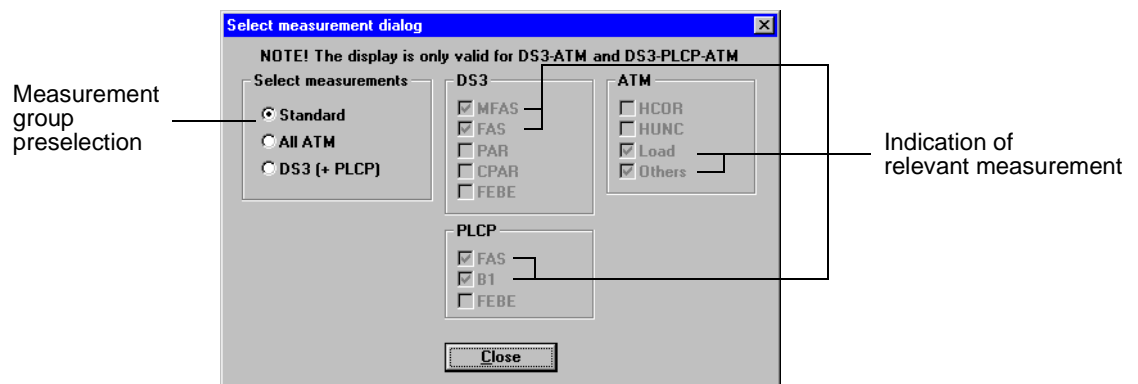 Select measurement dialog
NOTE! The display is only valid for DS3-ATM and DS3-PLCP-ATM
Measurement
group
preselection
Select measurements
Standard
All ATM
DS3 (+ PLCP)
DS3
MFAS
FAS
PAR
CPAR
FEBE
ATM
HCOR
HUNC
Load
Others
Indication of
relevant measurement
PLCP
FAS
B1
FEBE
Close